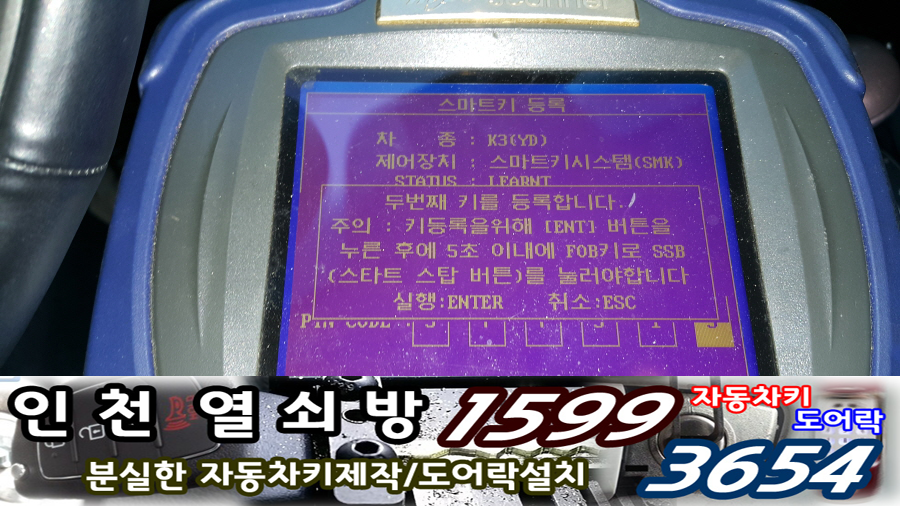 scanner
스마트키 등록
차 종 : K3(YD)
제어장치 : 스마트키시스템(SMK)
STATUS : LEARNT
두번째 키를 등록합니다.
주의 : 키등록을위해 [ENT] 버튼을
누른 후에 5초 이내에 FOB키로 SSB
(스타트 스탑 버튼)를 눌러야합니다
실행:ENTER 취소:ESC
PIN CODE :
인천 열쇠방 1599
자동차키
도어락
분실한 자동차키제작/도어락설치 - 3654